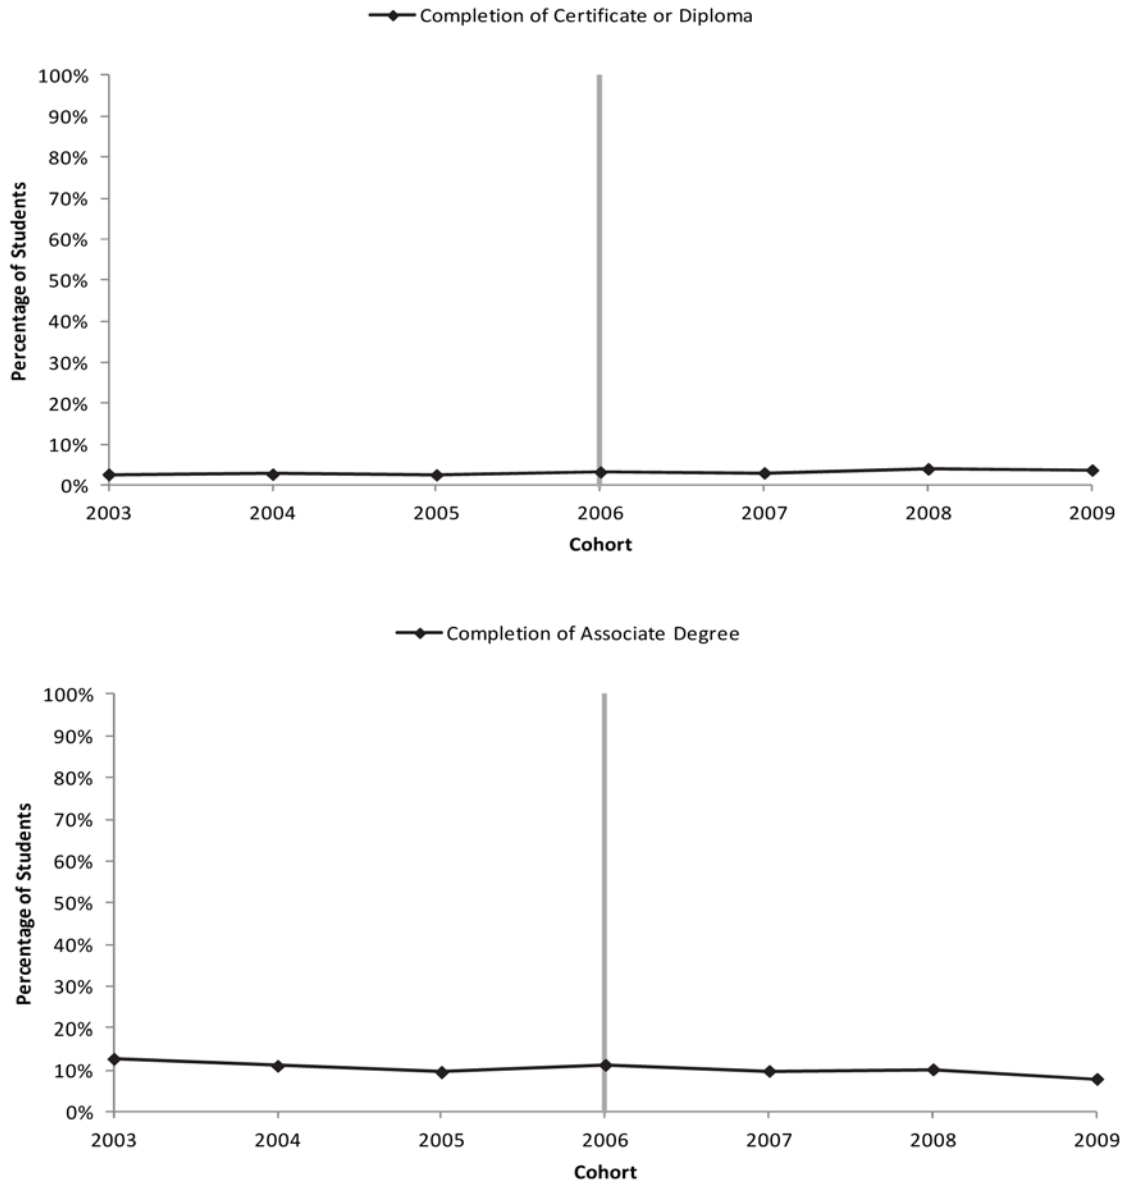 Completion of Certificate or Diploma
100%
90%
80%
70%
60%
50%
40%
30%
20%
10%
0%
Percentage of Students
2003 2004 2005 2006 2007 2008 2009
Cohort
Completion of Associate Degree
100%
90%
80%
70%
60%
50%
40%
30%
20%
10%
0%
Percentage of Students
2003 2004 2005 2006 2007 2008 2009
Cohort